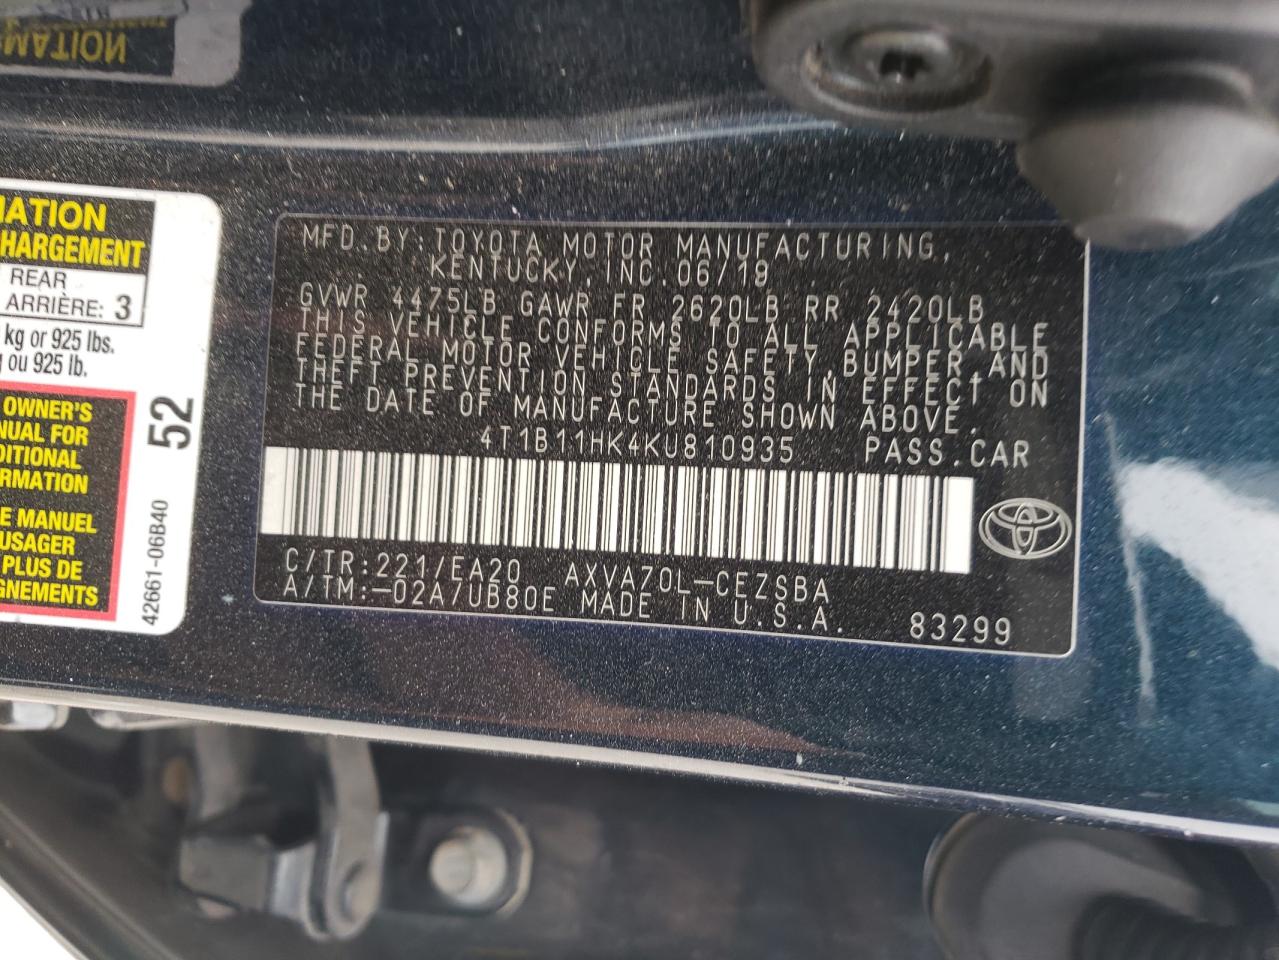 NOITAM
MATION
HARGEMENT
REAR
ARRIÈRE: 3
kg or 925 lbs.
ou 925 lb.
OWNER'S
NUAL FOR
DITIONAL
RMATION
E MANUEL
USAGER
PLUS DE
GNEMENTS
52
42661-06B40
MFD.BY:TOYOTA MOTOR MANUFACTURING,
KENTUCKY, INC.06/19
GVWR 4475LB GAWR FR 2620LB RR 2420LB
THIS VEHICLE CONFORMS TO ALL APPLICABLE
FEDERAL MOTOR VEHICLE SAFETY,BUMPER,AND
THEFT PREVENTION STANDARDS IN EFFECT ON
THE DATE OF MANUFACTURE SHOWN ABOVE.
4T1B11HK4KU810935 PASS.CAR
C/TR:221/EA20 AXVA70L-CEZSBA
A/TM:-02A/UB80E MADE IN U.S.A. 83299